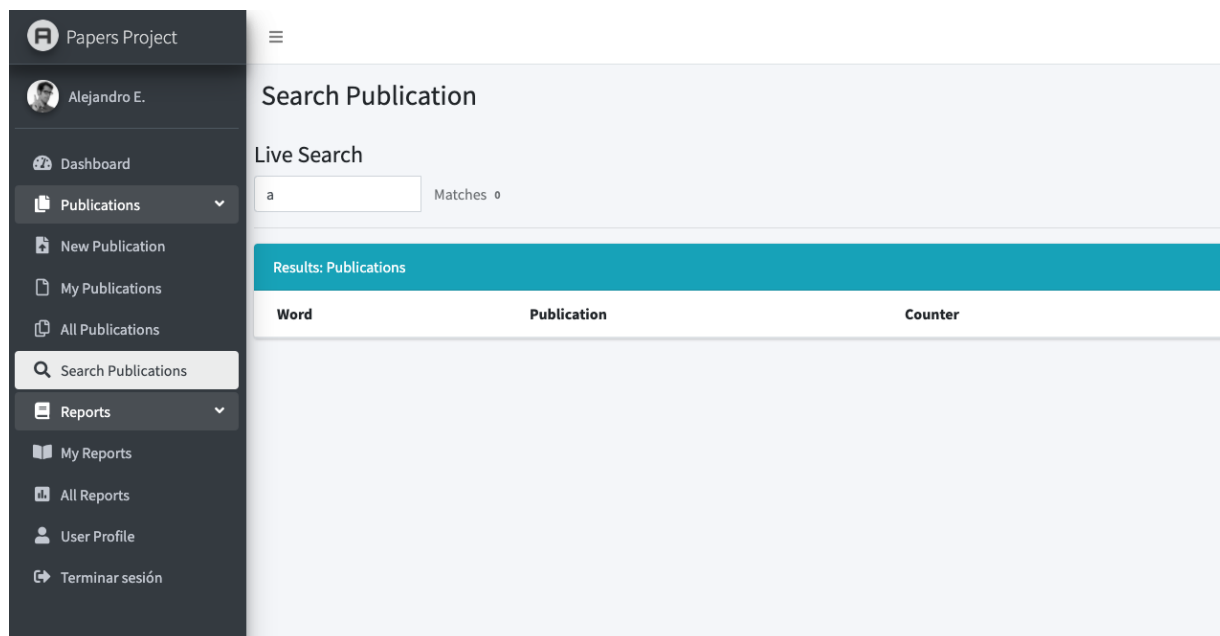 Papers Project
Alejandro E.
Dashboard
Publications
New Publication
My Publications
All Publications
Search Publications
Reports
My Reports
All Reports
User Profile
Terminar sesión
Search Publication
Live Search
a Matches 0
Results: Publications
Word Publication Counter